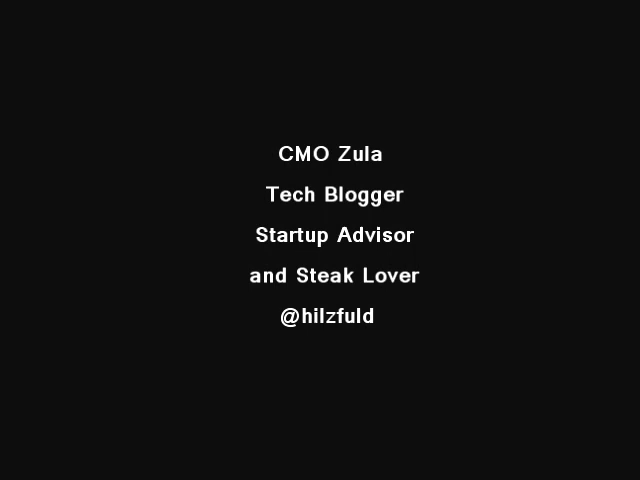 CMO Zula
Tech Blogger
Startup Advisor
and Steak Lover
@hilzfuld